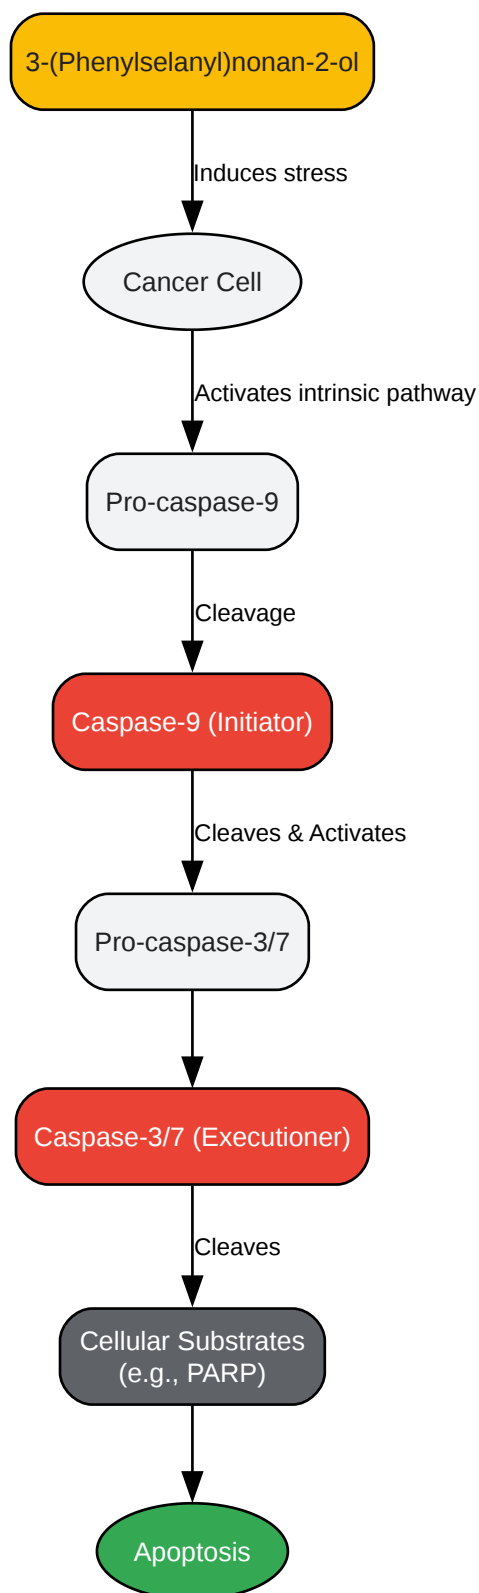 3-(Phenylselanyl)nonan-2-ol
Induces stress
Cancer Cell
Activates intrinsic pathway
Pro-caspase-9
Cleavage
Caspase-9 (Initiator)
Cleaves & Activates
Pro-caspase-3/7
Caspase-3/7 (Executioner)
Cleaves
Cellular Substrates
(e.g., PARP)
Apoptosis